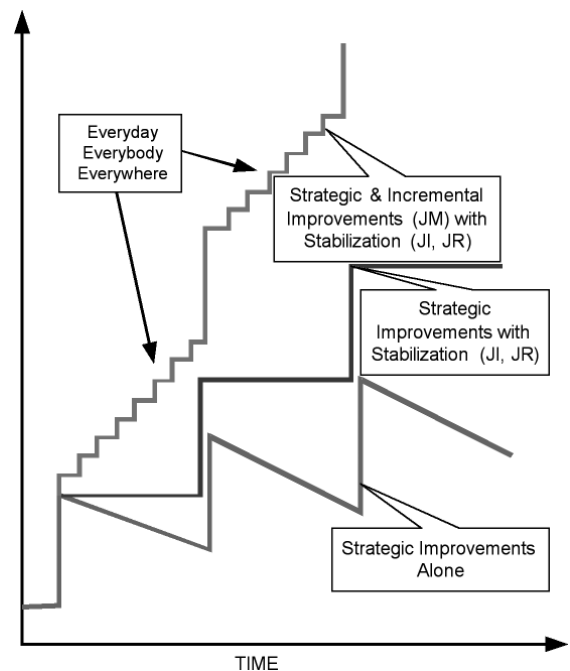 Everyday
Everybody
Everywhere
Strategic & Incremental
Improvements (JM) with
Stabilization (JI, JR)
Strategic
Improvements with
Stabilization (JI, JR)
Strategic Improvements
Alone
TIME